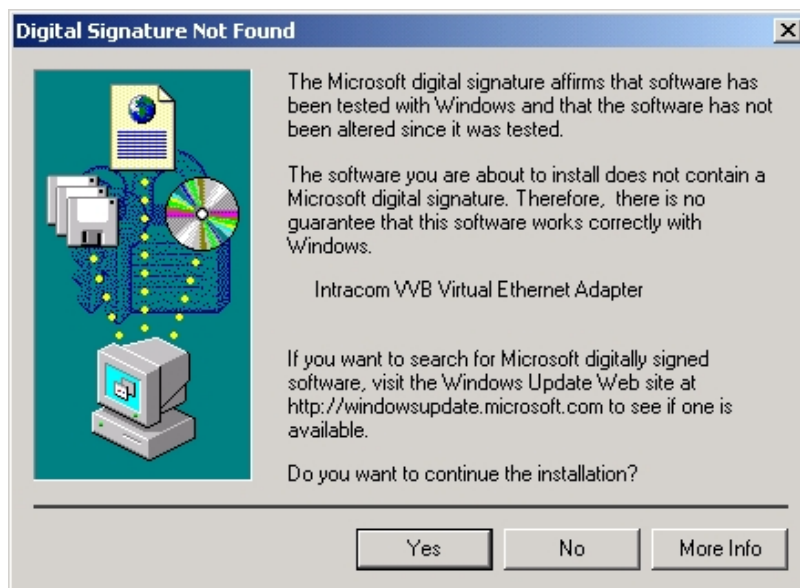 Digital Signature Not Found
The Microsoft digital signature affirms that software has
been tested with Windows and that the software has not
been altered since it was tested.
The software you are about to install does not contain a
Microsoft digital signature. Therefore,  there is no
guarantee that this software works correctly with
Windows.
Intracom VVB Virtual Ethernet Adapter
If you want to search for Microsoft digitally signed
software, visit the Windows Update Web site at
http://windowsupdate.microsoft.com to see if one is
available.
Do you want to continue the installation?
Yes
No
More Info